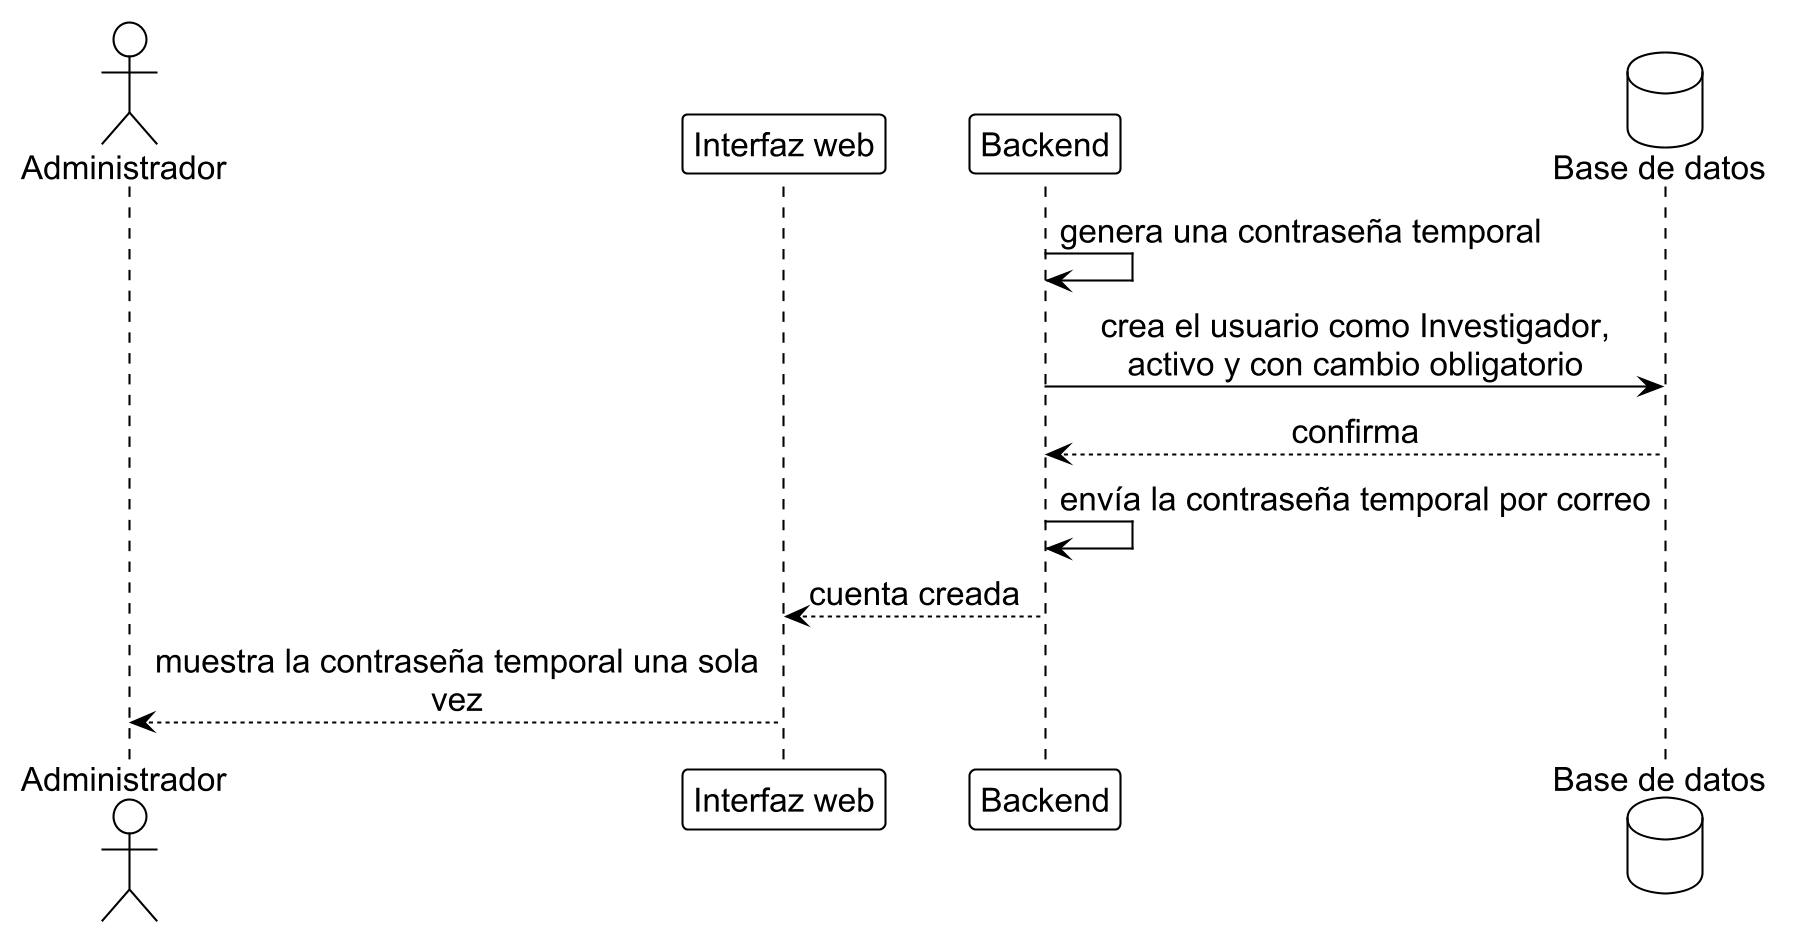 Administrador
Interfaz web
Backend
Base de datos
genera una contraseña temporal
crea el usuario como Investigador,
activo y con cambio obligatorio
confirma
envía la contraseña temporal por correo
cuenta creada
muestra la contraseña temporal una sola
vez
Administrador
Interfaz web
Backend
Base de datos